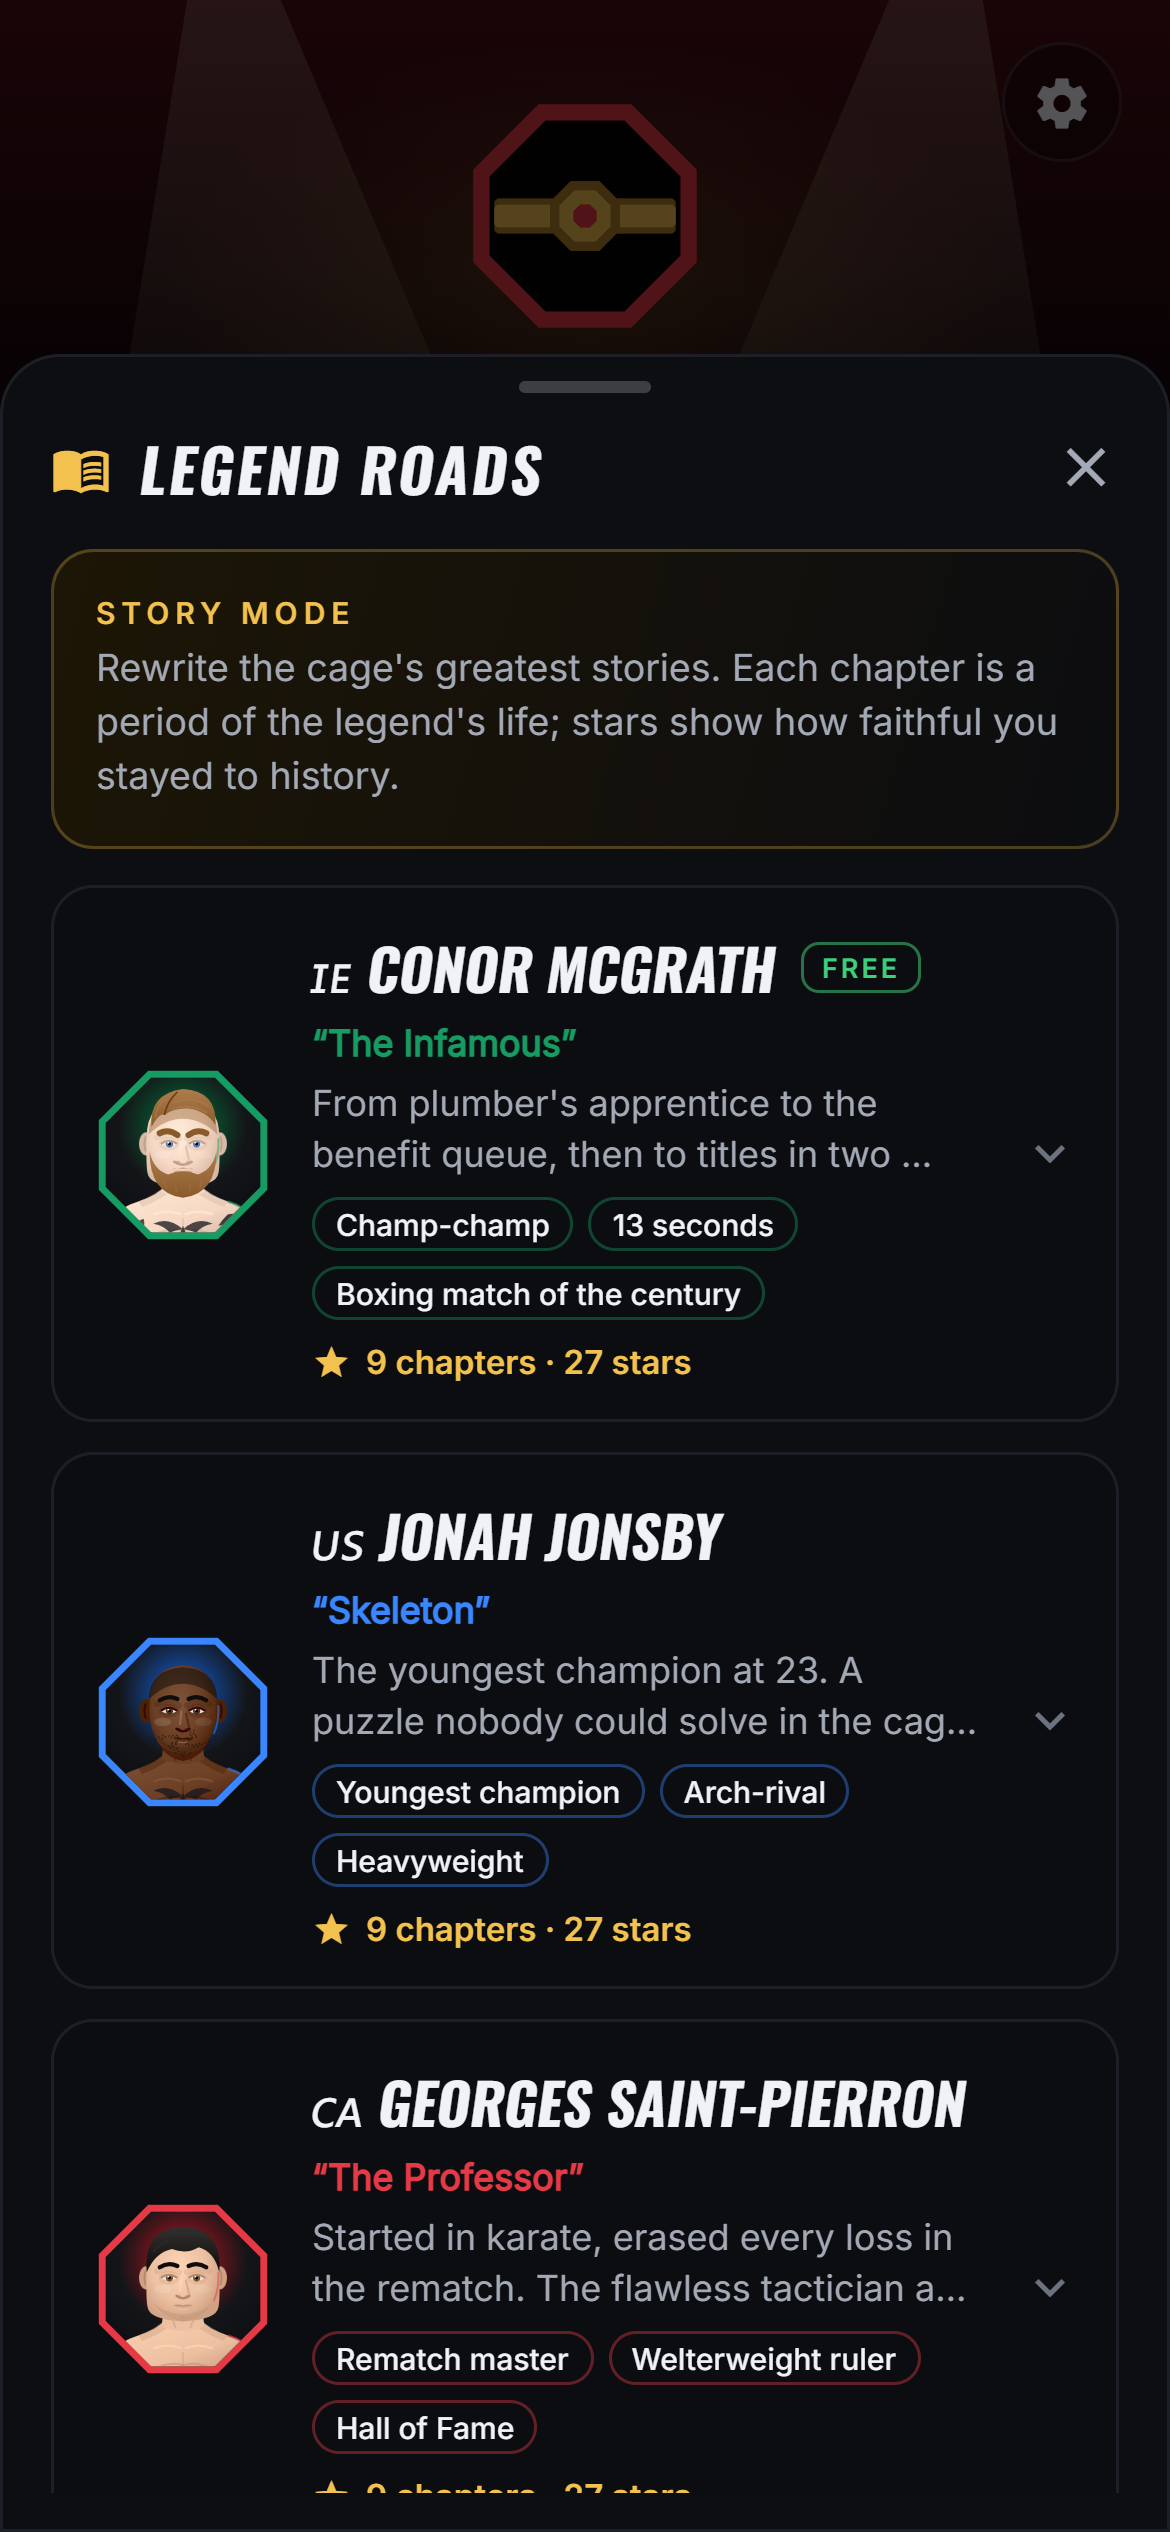 LEGEND ROADS
STORY MODE
Rewrite the cage's greatest stories. Each chapter is a
period of the legend's life; stars show how faithful you
stayed to history.
IE CONOR MCGRATH FREE
“The Infamous”
From plumber's apprentice to the
benefit queue, then to titles in two ...
Champ-champ 13 seconds
Boxing match of the century
9 chapters · 27 stars
US JONAH JONSBY
“Skeleton”
The youngest champion at 23. A
puzzle nobody could solve in the cag...
Youngest champion Arch-rival
Heavyweight
9 chapters · 27 stars
CA GEORGES SAINT-PIERRON
“The Professor”
Started in karate, erased every loss in
the rematch. The flawless tactician a...
Rematch master Welterweight ruler
Hall of Fame
9 chapters · 27 stars